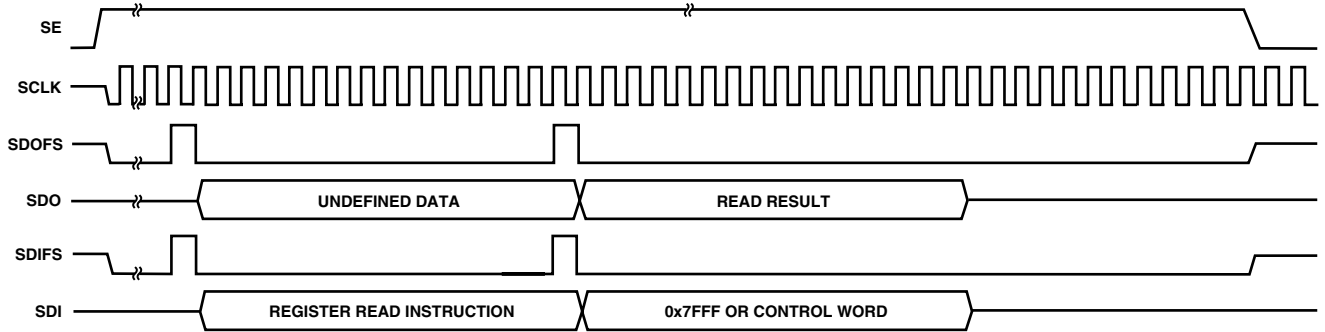 SE
SCLK
SDOFS
SDO UNDEFINED DATA READ RESULT
SDIFS
SDI REGISTER READ INSTRUCTION 0x7FFF OR CONTROL WORD